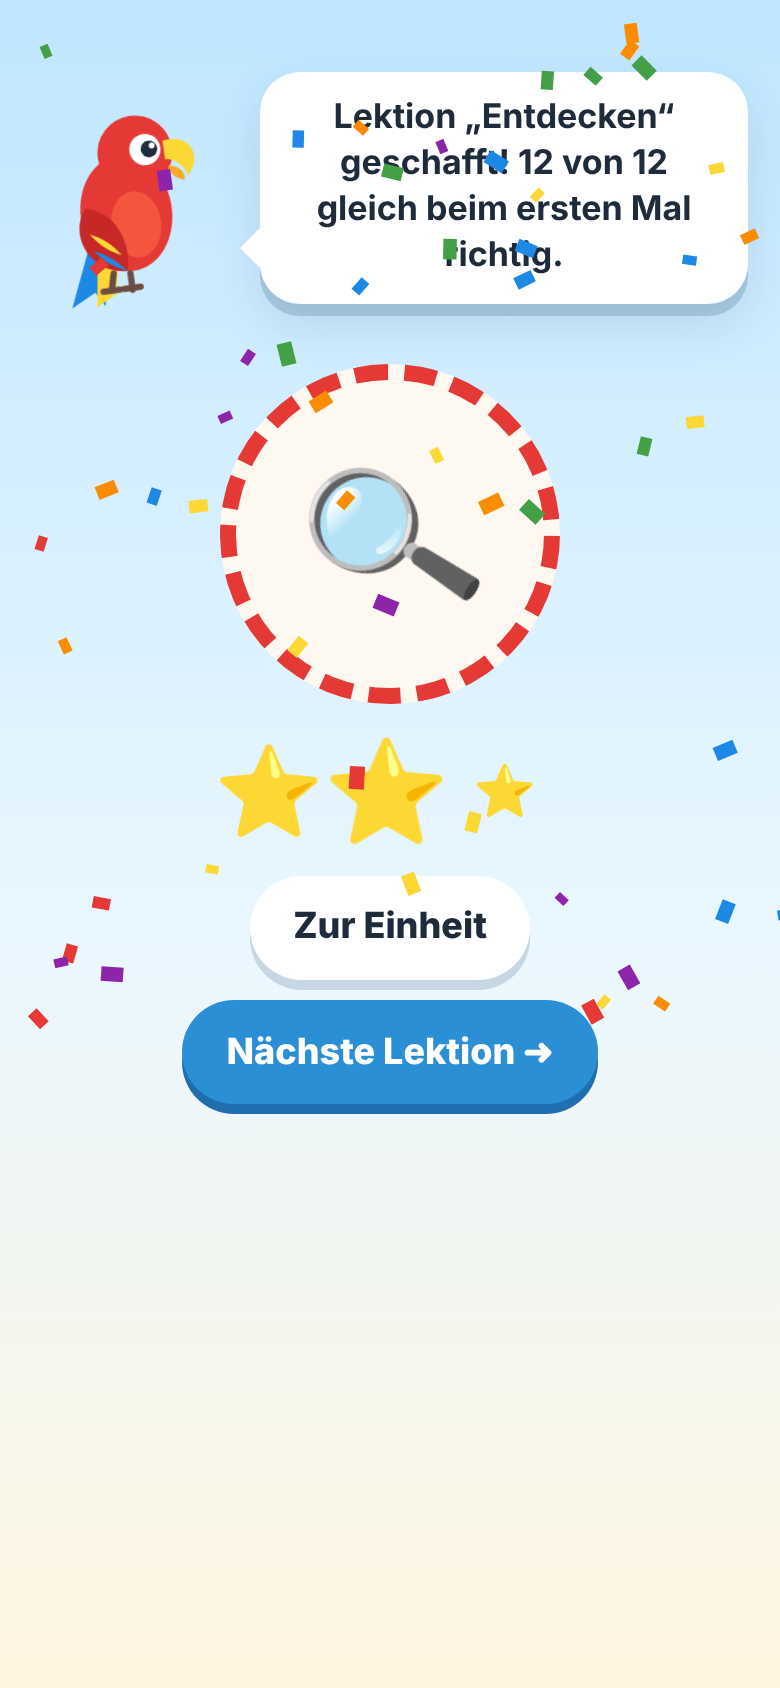 Lektion „Entdecken“
geschafft! 12 von 12
gleich beim ersten Mal
richtig.
Zur Einheit
Nächste Lektion ➜